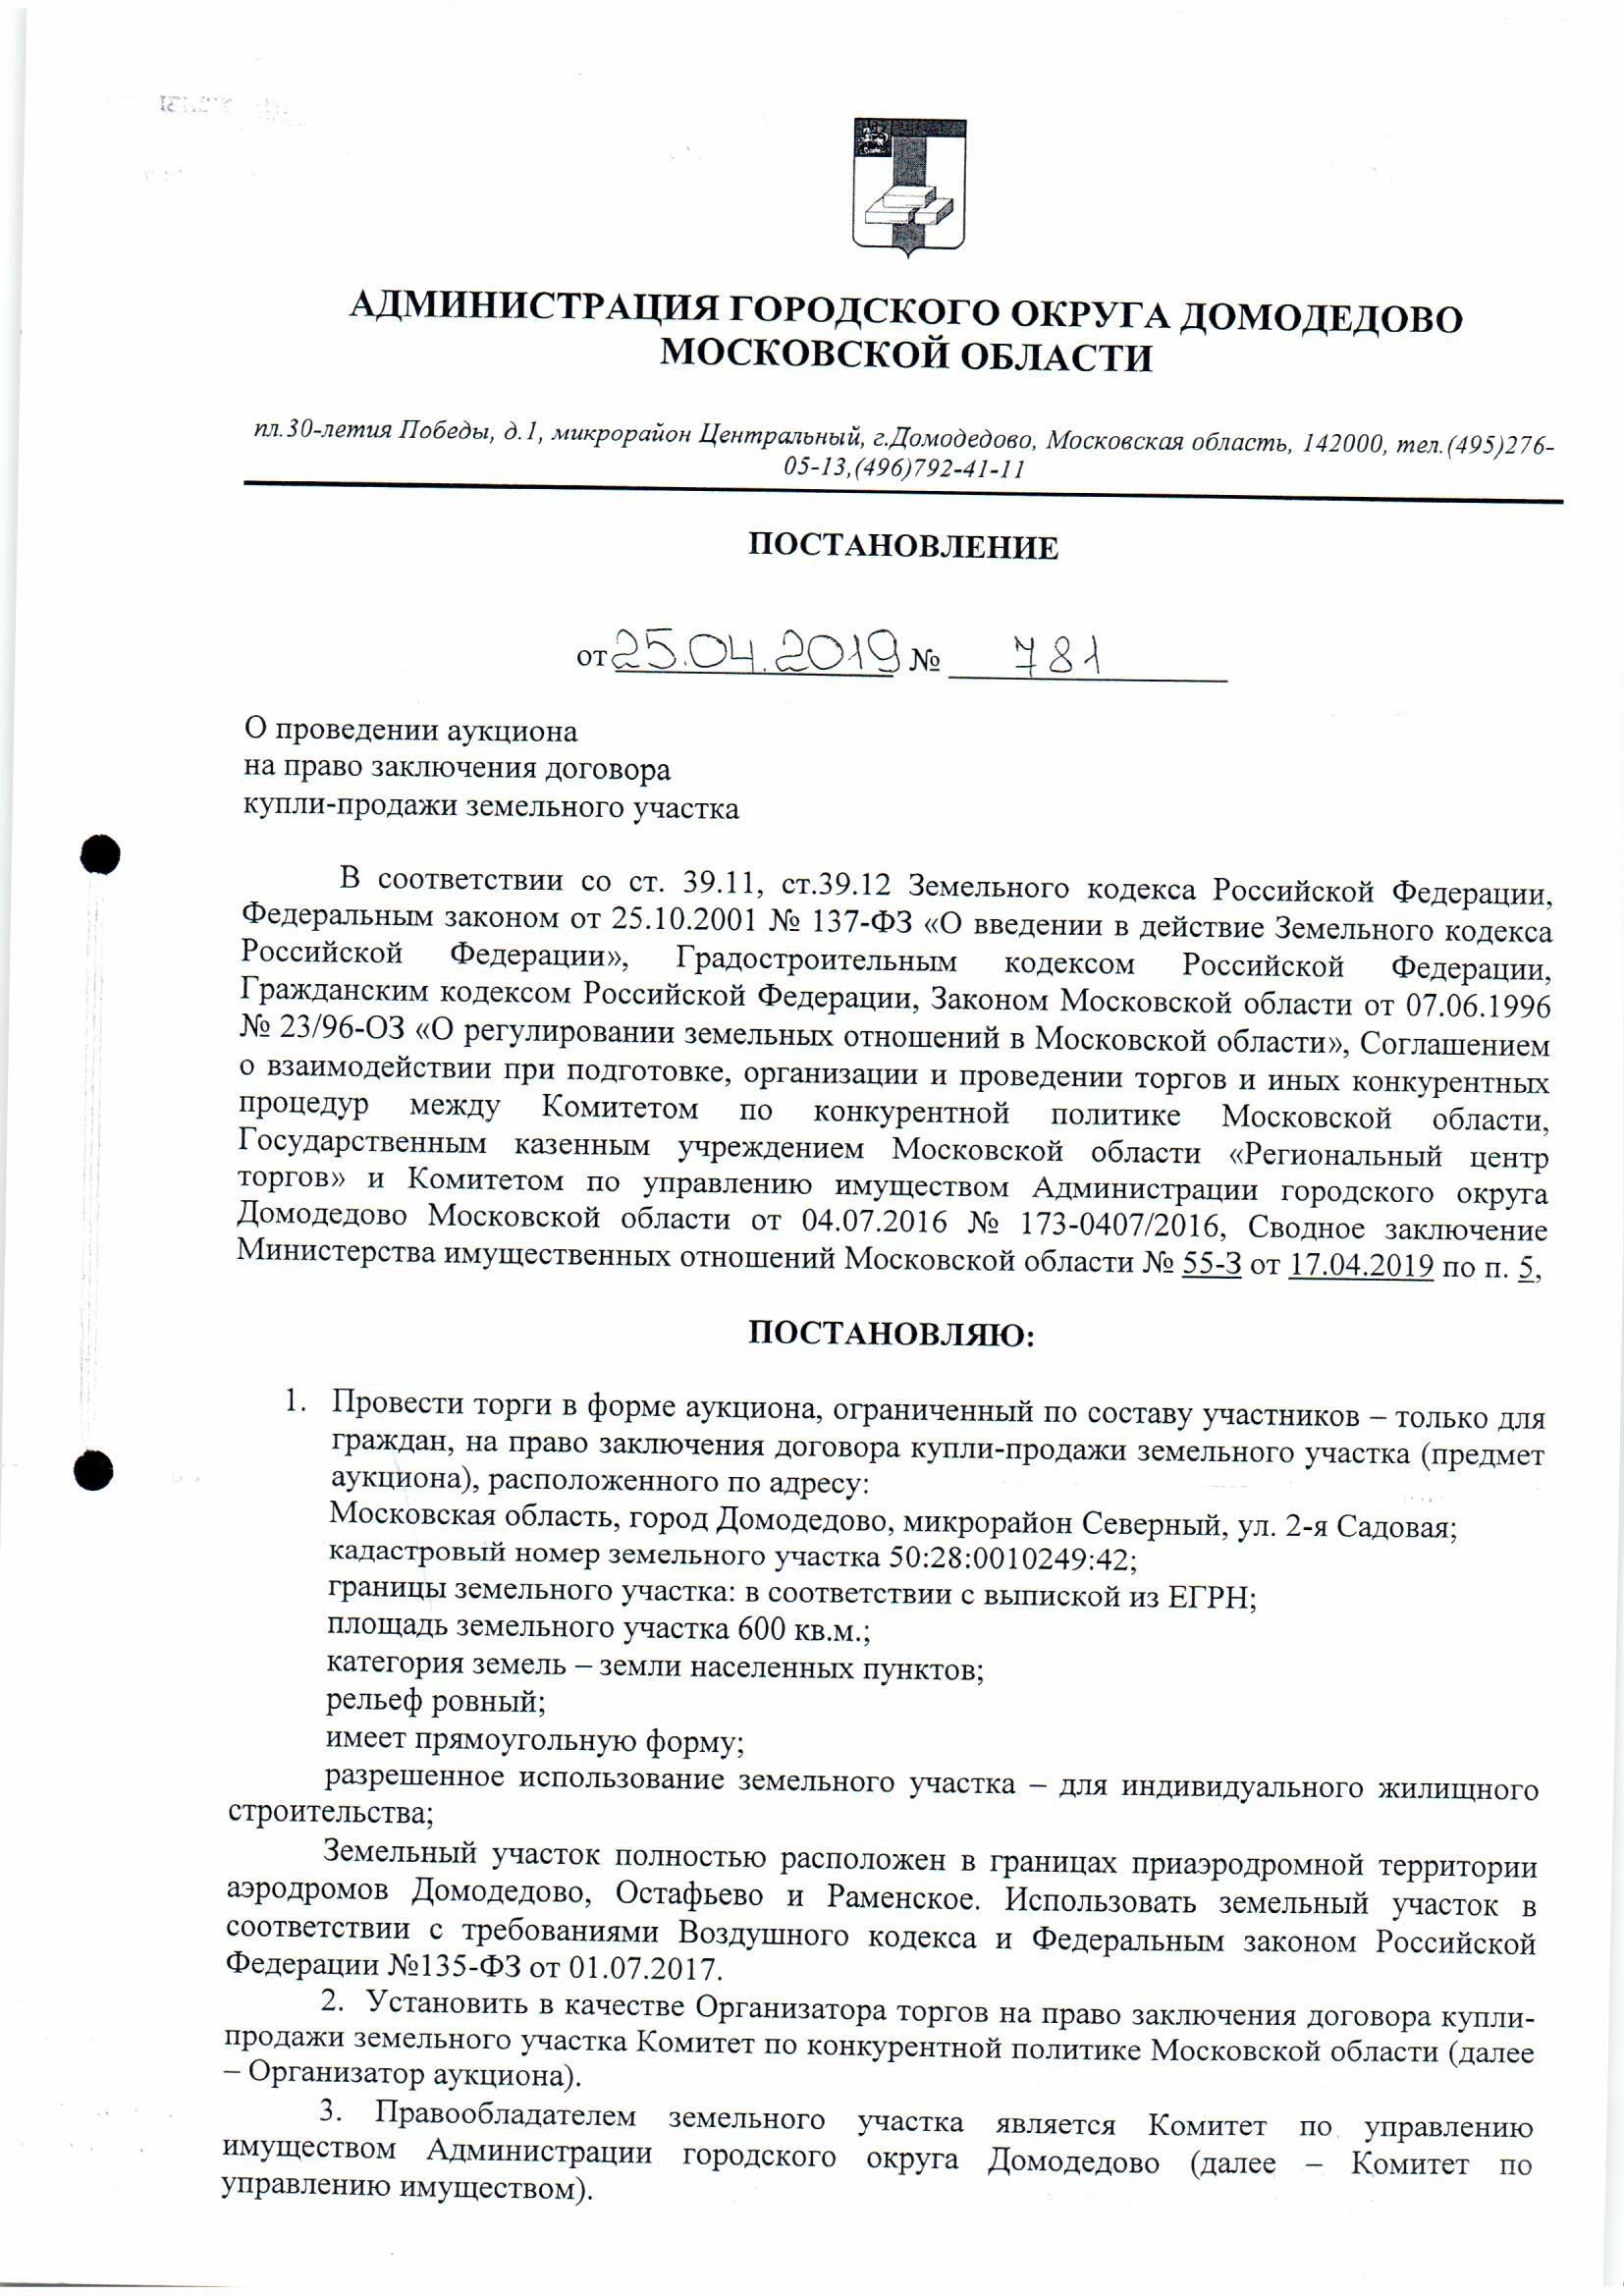 АДМИНИСТРАЦИЯ ГОРОДСКОГО ОКРУГА ДОМОДЕДОВО
МОСКОВСКОЙ ОБЛАСТИ
пл.30-летия Победы, д.1, микрорайон Центральный, г.Домодедово, Московская область, 142000, тел.(495)276-
05-13,(496)792-41-11
ПОСТАНОВЛЕНИЕ
от 25.04.2019 № 781
О проведении аукциона
на право заключения договора
купли-продажи земельного участка
В соответствии со ст. 39.11, ст.39.12 Земельного кодекса Российской Федерации,
Федеральным законом от 25.10.2001 № 137-ФЗ «О введении в действие Земельного кодекса
Российской Федерации», Градостроительным кодексом Российской Федерации,
Гражданским кодексом Российской Федерации, Законом Московской области от 07.06.1996
№ 23/96-ОЗ «О регулировании земельных отношений в Московской области», Соглашением
о взаимодействии при подготовке, организации и проведении торгов и иных конкурентных
процедур между Комитетом по конкурентной политике Московской области,
Государственным казенным учреждением Московской области «Региональный центр
торгов» и Комитетом по управлению имуществом Администрации городского округа
Домодедово Московской области от 04.07.2016 № 173-0407/2016, Сводное заключение
Министерства имущественных отношений Московской области № 55-З от 17.04.2019 по п. 5,
ПОСТАНОВЛЯЮ:
1. Провести торги в форме аукциона, ограниченный по составу участников – только для
граждан, на право заключения договора купли-продажи земельного участка (предмет
аукциона), расположенного по адресу:
Московская область, город Домодедово, микрорайон Северный, ул. 2-я Садовая;
кадастровый номер земельного участка 50:28:0010249:42;
границы земельного участка: в соответствии с выпиской из ЕГРН;
площадь земельного участка 600 кв.м.;
категория земель – земли населенных пунктов;
рельеф ровный;
имеет прямоугольную форму;
разрешенное использование земельного участка – для индивидуального жилищного
строительства;
Земельный участок полностью расположен в границах приаэродромной территории
аэродромов Домодедово, Остафьево и Раменское. Использовать земельный участок в
соответствии с требованиями Воздушного кодекса и Федеральным законом Российской
Федерации №135-ФЗ от 01.07.2017.
2. Установить в качестве Организатора торгов на право заключения договора купли-
продажи земельного участка Комитет по конкурентной политике Московской области (далее
– Организатор аукциона).
3. Правообладателем земельного участка является Комитет по управлению
имуществом Администрации городского округа Домодедово (далее – Комитет по
управлению имуществом).